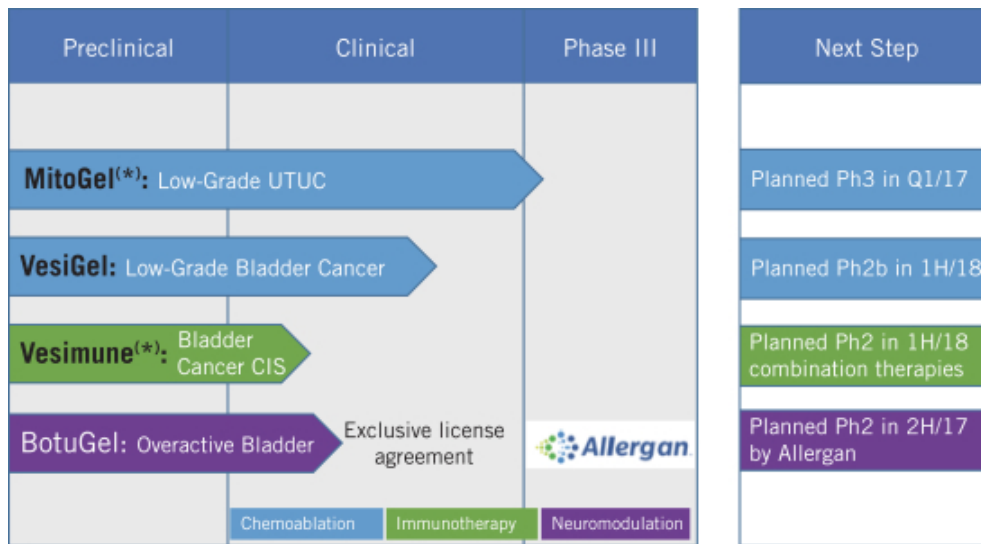 Preclinical
Clinical
Phase III
Next Step
MitoGel(*): Low-Grade UTUC
Planned Ph3 in Q1/17
VesiGel: Low-Grade Bladder Cancer
Planned Ph2b in 1H/18
Vesimune(*): Bladder
Cancer CIS
Planned Ph2 in 1H/18
combination therapies
BotuGel: Overactive Bladder
Exclusive license
agreement
Allergan
Planned Ph2 in 2H/17
by Allergan
Chemoablation
Immunotherapy
Neuromodulation